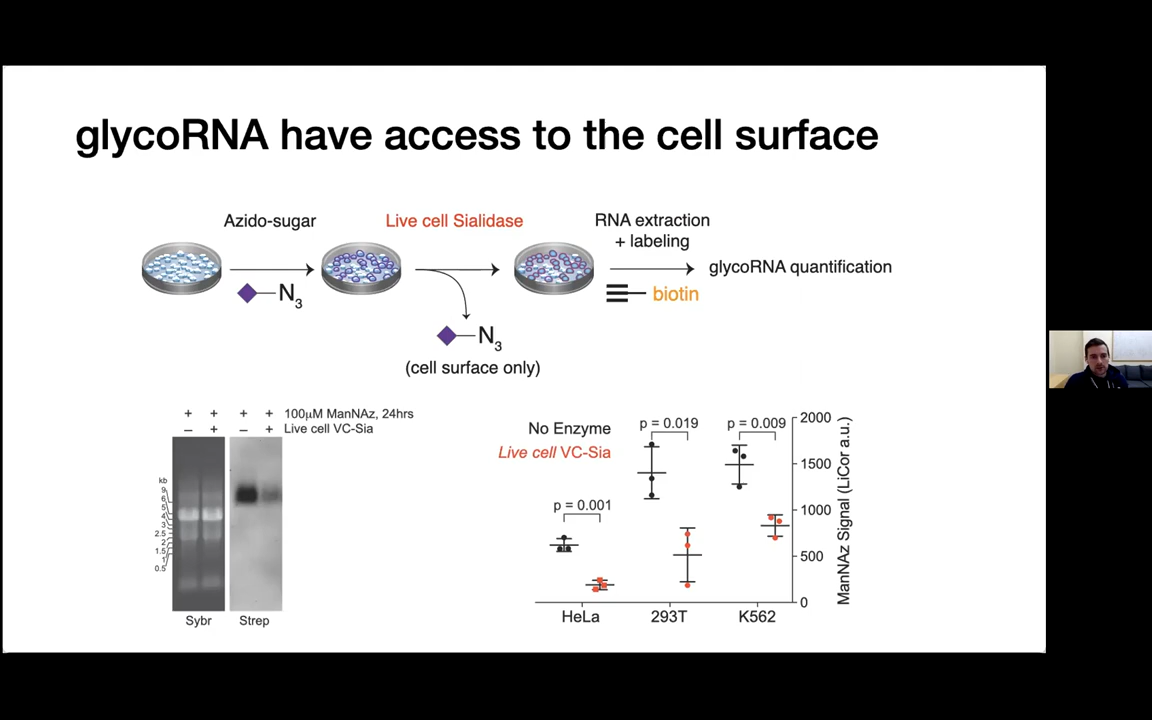 glycoRNA have access to the cell surface
Azido-sugar
Live cell Sialidase
RNA extraction
+ labeling
glycoRNA quantification
N3
biotin
N3
(cell surface only)
+ + + + 100μM ManNAz, 24hrs
– + – + Live cell VC-Sia
kb
9
6
5
4
3
2.5
2
1.5
1
0.5
Sybr
Strep
No Enzyme
Live cell VC-Sia
p = 0.001
p = 0.019
p = 0.009
2000
1500
1000
500
0
ManNAz Signal (LiCor a.u.)
HeLa
293T
K562